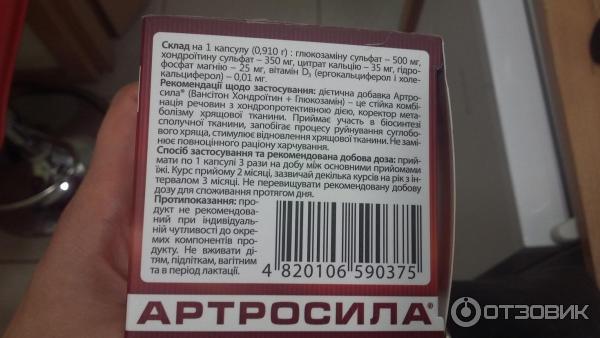 Склад на 1 капсулу (0,910 г) : глюкозаміну сульфат – 500 мг,
хондроїтину сульфат – 350 мг, цитрат кальцію – 35 мг, гідро-
фосфат магнію – 25 мг, вітамін D₃ (ергокальциферол і холе-
кальциферол) – 0,01 мг.
Рекомендації щодо застосування: дієтична добавка Артро-
сила® (Вансітон Хондроїтин + Глюкозамін) – це стійка комбі-
нація речовин з хондропротективною дією, коректор мета-
болізму хрящової тканини. Приймає участь в біосинтезі
сполучної тканини, запобігає процесу руйнування суглобо-
вого хряща, стимулює відновлення хрящової тканини. Не замі-
нює повноцінного раціону харчування.
Спосіб застосування та рекомендована добова доза: прий-
мати по 1 капсулі 3 рази на добу між основними прийомами
їжі. Курс прийому 2 місяці, зазвичай декілька курсів на рік з ін-
тервалом 3 місяці. Не перевищувати рекомендовану добову
дозу для споживання протягом дня.
Протипоказання: про-
дукт не рекомендова-
ний при індивідуаль-
ній чутливості до окре-
мих компонентів про-
дукту. Не вживати ді-
тям, підліткам, вагітним
та в період лактації.
4 820106 590375
АРТРОСИЛА®
ОТЗОВИК